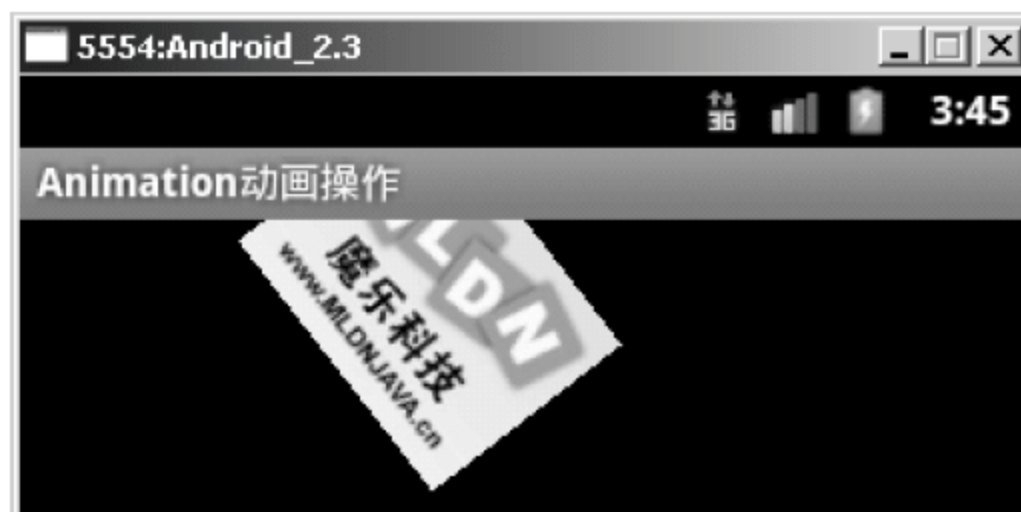 5554:Android_2.3
3G
3:45
Animation动画操作
LDN
魔乐科技
www.MLDNJAVA.cn